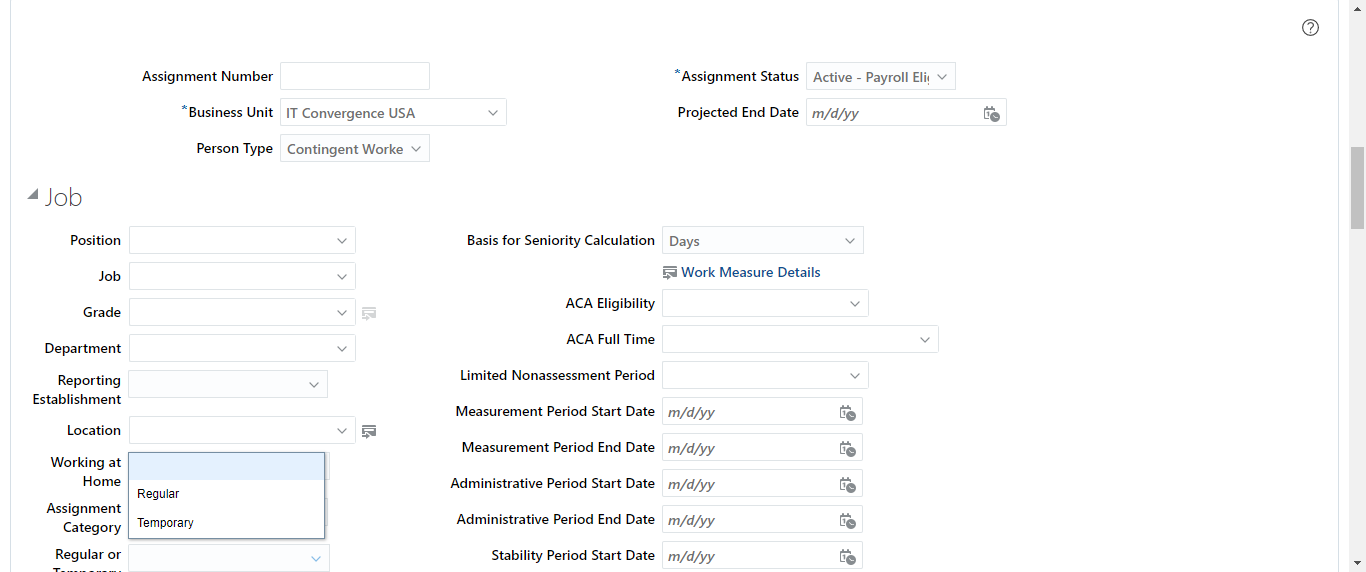 Assignment Number
*Assignment Status Active - Payroll Eli
*Business Unit IT Convergence USA
Projected End Date m/d/yy
Person Type Contingent Worke
Job
Position
Basis for Seniority Calculation Days
Job
Work Measure Details
Grade
ACA Eligibility
Department
ACA Full Time
Reporting
Establishment
Limited Nonassessment Period
Location
Measurement Period Start Date m/d/yy
Measurement Period End Date m/d/yy
Working at
Home
Regular
Temporary
Administrative Period Start Date m/d/yy
Assignment
Category
Administrative Period End Date m/d/yy
Regular or
Temporary
Stability Period Start Date m/d/yy